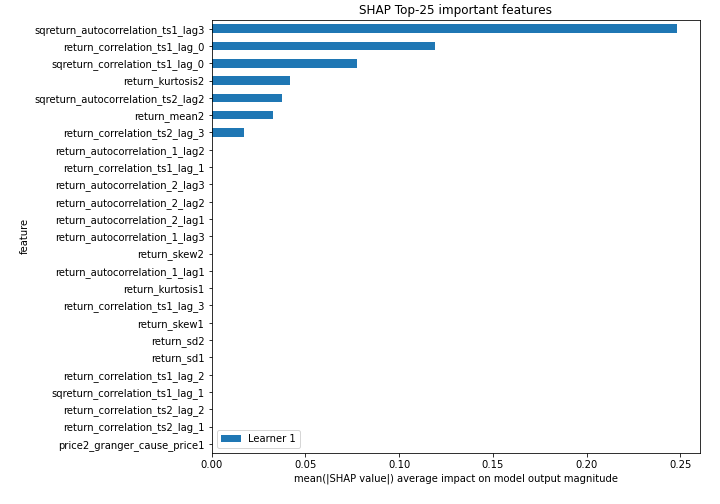 SHAP Top-25 important features
sqreturn_autocorrelation_ts1_lag3
return_correlation_ts1_lag_0
sqreturn_correlation_ts1_lag_0
return_kurtosis2
sqreturn_autocorrelation_ts2_lag2
return_mean2
return_correlation_ts2_lag_3
return_autocorrelation_1_lag2
return_correlation_ts1_lag_1
return_autocorrelation_2_lag3
return_autocorrelation_2_lag2
return_autocorrelation_2_lag1
return_autocorrelation_1_lag3
return_skew2
return_autocorrelation_1_lag1
return_kurtosis1
return_correlation_ts1_lag_3
return_skew1
return_sd2
return_sd1
return_correlation_ts1_lag_2
sqreturn_correlation_ts1_lag_1
return_correlation_ts2_lag_2
return_correlation_ts2_lag_1
price2_granger_cause_price1
feature
Learner 1
0.00 0.05 0.10 0.15 0.20 0.25
mean(|SHAP value|) average impact on model output magnitude